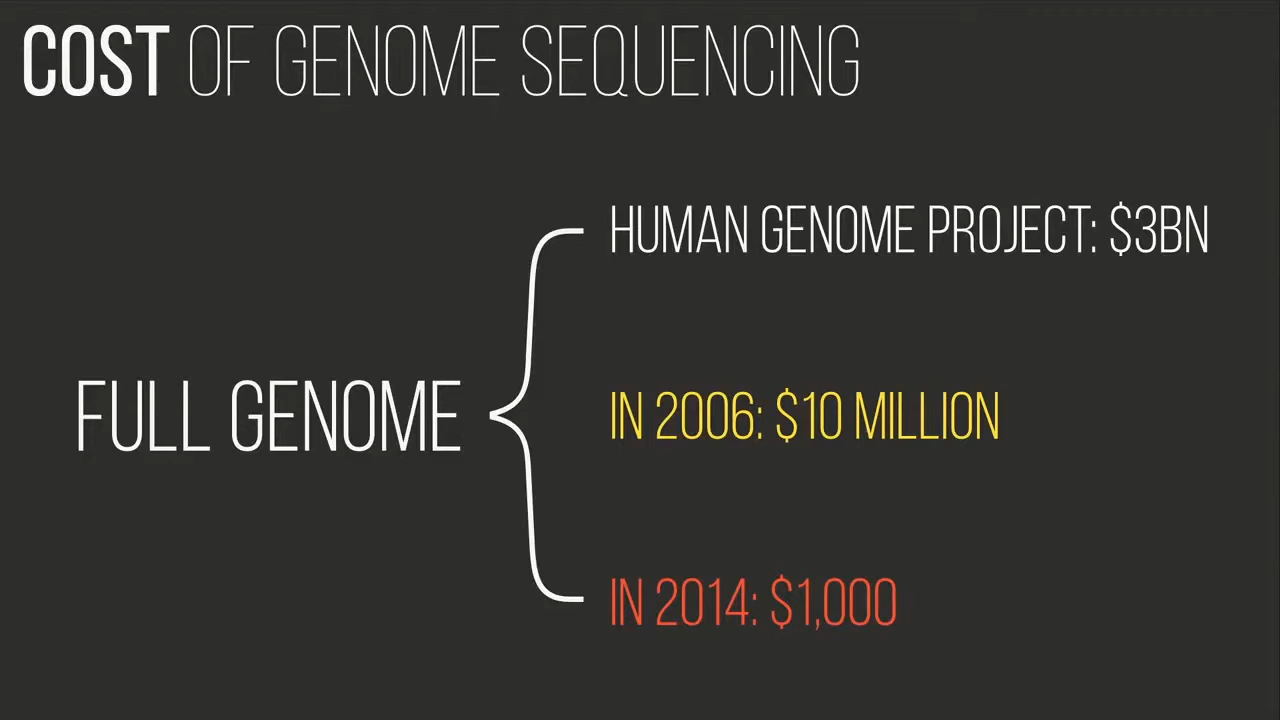 COST OF GENOME SEQUENCING
HUMAN GENOME PROJECT: $3BN
FULL GENOME
IN 2006: $10 MILLION
IN 2014: $1,000